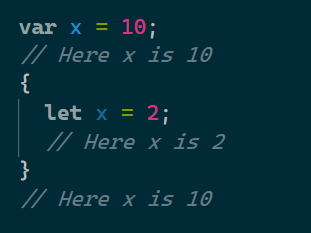 var x = 10;
// Here x is 10
{
let x = 2;
// Here x is 2
}
// Here x is 10